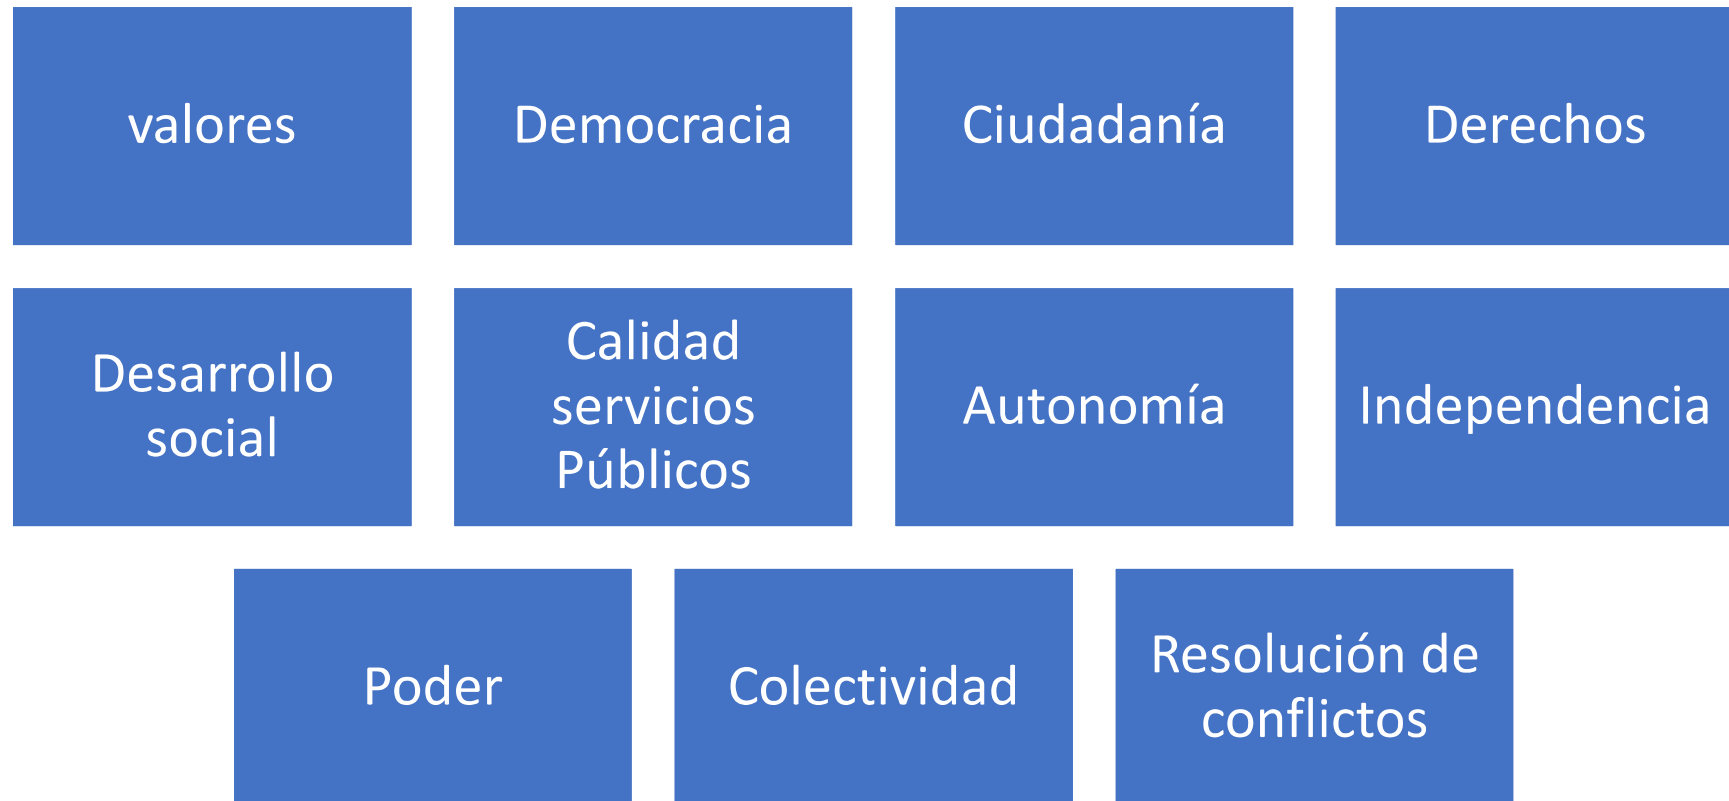 valores
Democracia
Ciudadanía
Derechos
Desarrollo
social
Calidad
servicios
Públicos
Autonomía
Independencia
Poder
Colectividad
Resolución de
conflictos